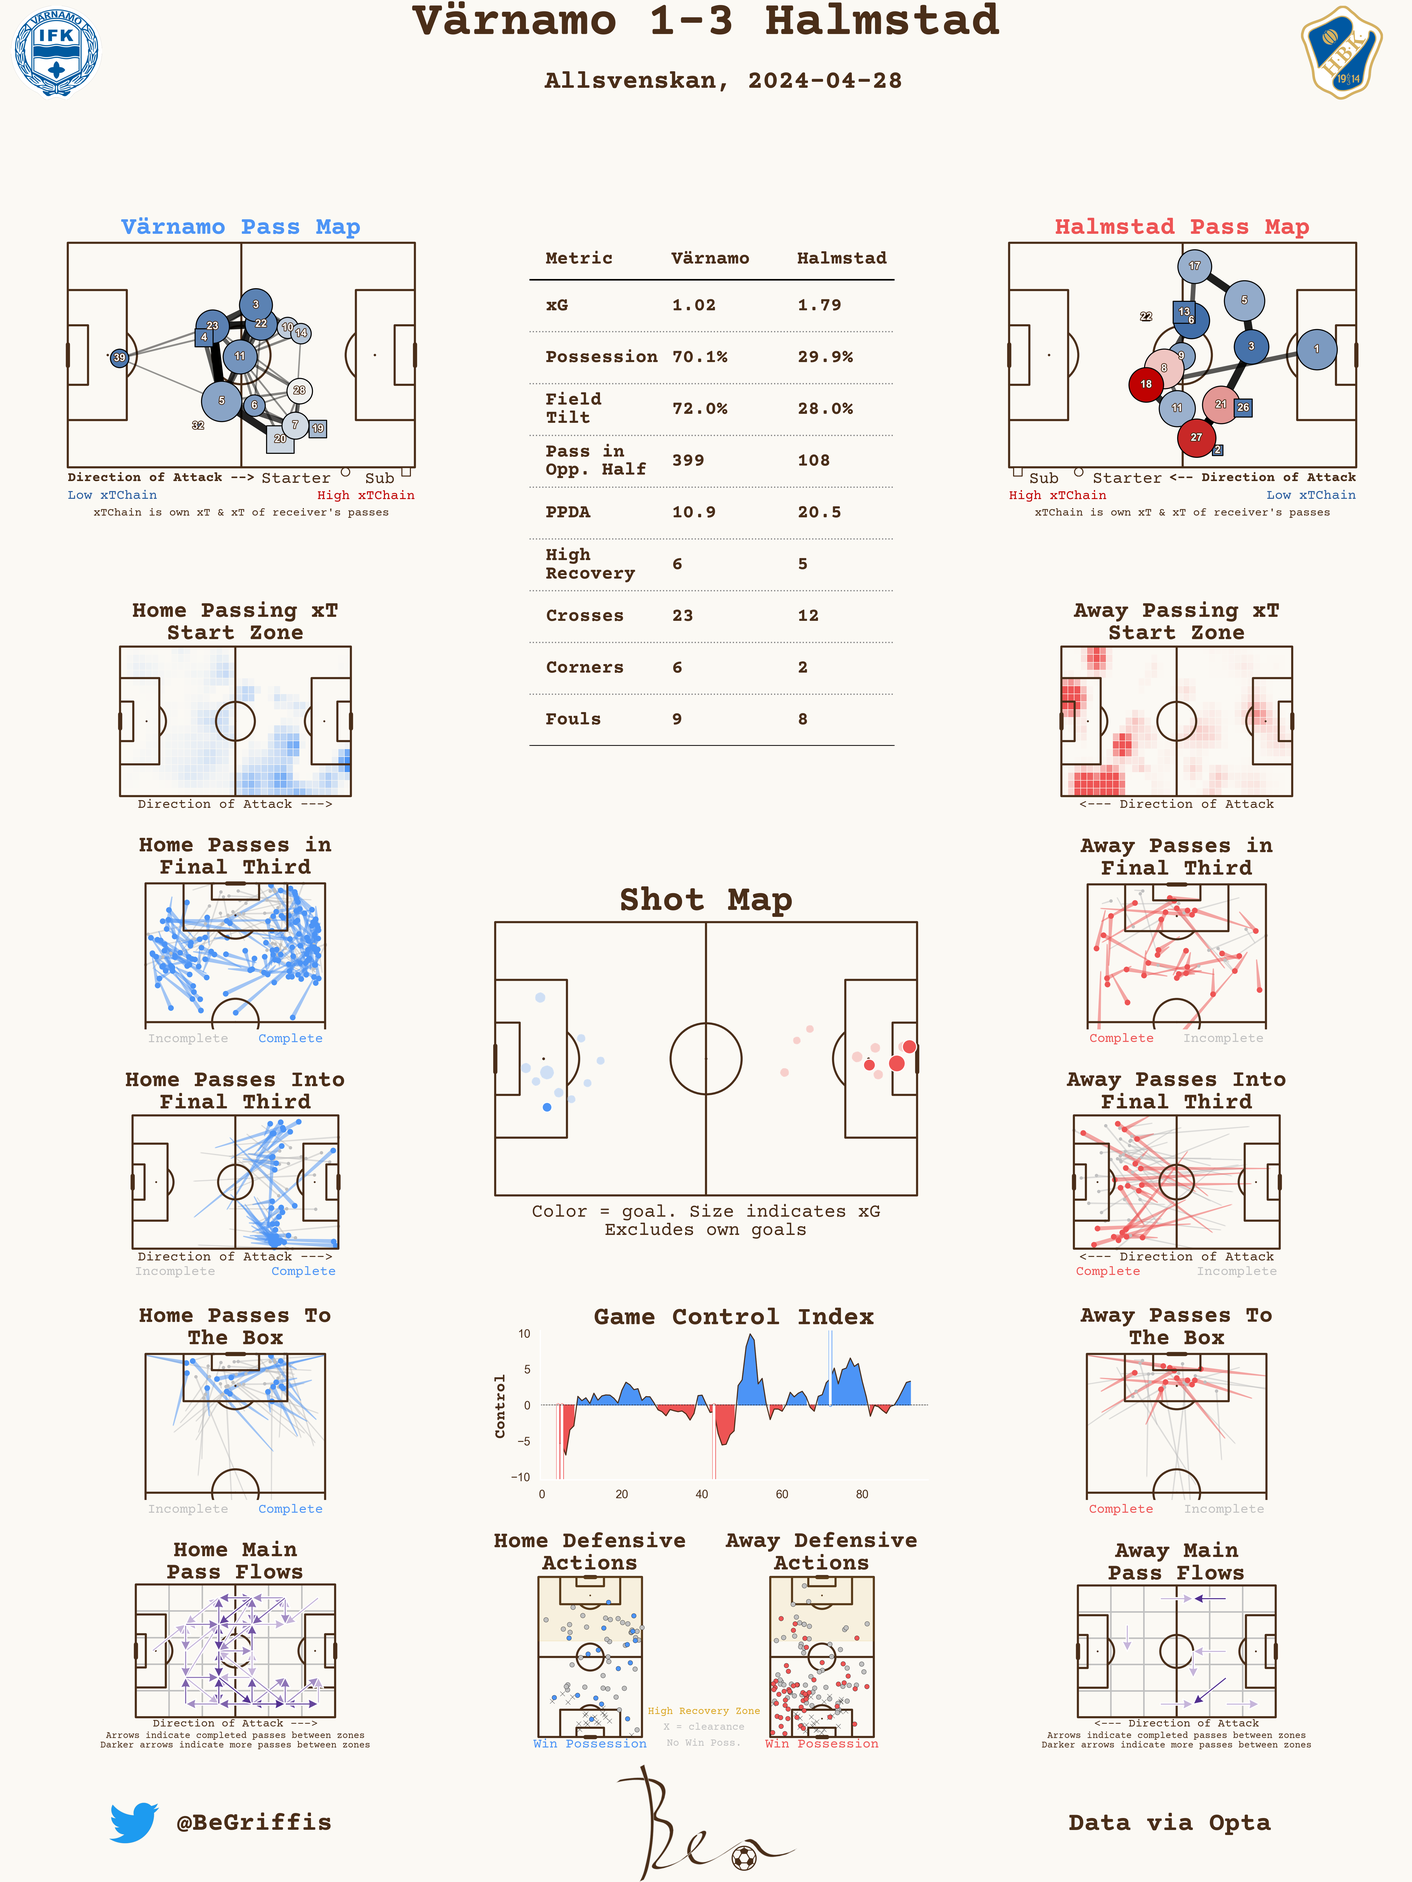 Värnamo 1-3 Halmstad
Allsvenskan, 2024-04-28
IFK
VÄRNAMO
H.B.K.
19 14
Värnamo Pass Map
3
23
22
10
14
4
39
11
28
5
6
32
7
19
20
Direction of Attack --> Starter Sub
Low xTChain High xTChain
xTChain is own xT & xT of receiver's passes
Metric Värnamo Halmstad
xG 1.02 1.79
Possession 70.1% 29.9%
Field
Tilt 72.0% 28.0%
Pass in
Opp. Half 399 108
PPDA 10.9 20.5
High
Recovery 6 5
Crosses 23 12
Corners 6 2
Fouls 9 8
Halmstad Pass Map
17
5
22
13
6
3
1
9
8
18
11
21
26
27
2
Sub Starter <-- Direction of Attack
High xTChain Low xTChain
xTChain is own xT & xT of receiver's passes
Home Passing xT
Start Zone
Direction of Attack --->
Away Passing xT
Start Zone
<--- Direction of Attack
Home Passes in
Final Third
Incomplete Complete
Away Passes in
Final Third
Complete Incomplete
Shot Map
Color = goal. Size indicates xG
Excludes own goals
Home Passes Into
Final Third
Direction of Attack --->
Incomplete Complete
Away Passes Into
Final Third
<--- Direction of Attack
Complete Incomplete
Home Passes To
The Box
Incomplete Complete
Game Control Index
Control
10
5
0
−5
−10
0 20 40 60 80
Away Passes To
The Box
Complete Incomplete
Home Main
Pass Flows
Direction of Attack --->
Arrows indicate completed passes between zones
Darker arrows indicate more passes between zones
Home Defensive
Actions
Win Possession
Away Defensive
Actions
Win Possession
High Recovery Zone
X = clearance
No Win Poss.
Away Main
Pass Flows
<--- Direction of Attack
Arrows indicate completed passes between zones
Darker arrows indicate more passes between zones
@BeGriffis
Ben
Data via Opta